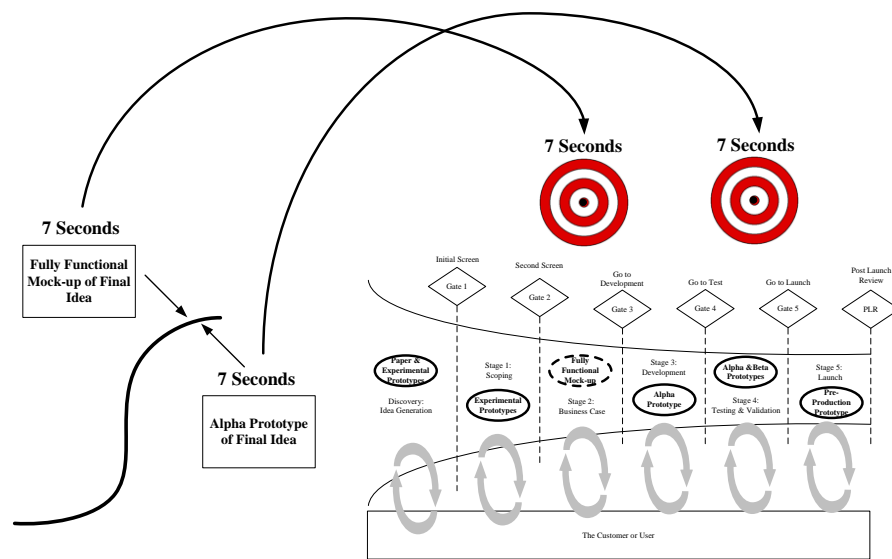 7 Seconds
7 Seconds
7 Seconds
Fully Functional
Mock-up of Final
Idea
7 Seconds
Alpha Prototype
of Final Idea
Initial Screen
Second Screen
Go to
Development
Go to Test
Go to Launch
Post Launch
Review
Gate 1
Gate 2
Gate 3
Gate 4
Gate 5
PLR
Paper &
Experimental
Prototypes
Discovery:
Idea Generation
Stage 1:
Scoping
Experimental
Prototypes
Fully
Functional
Mock-up
Stage 2:
Business Case
Stage 3:
Development
Alpha
Prototype
Alpha &Beta
Prototypes
Stage 4:
Testing & Validation
Stage 5:
Launch
Pre-
Production
Prototype
The Customer or User